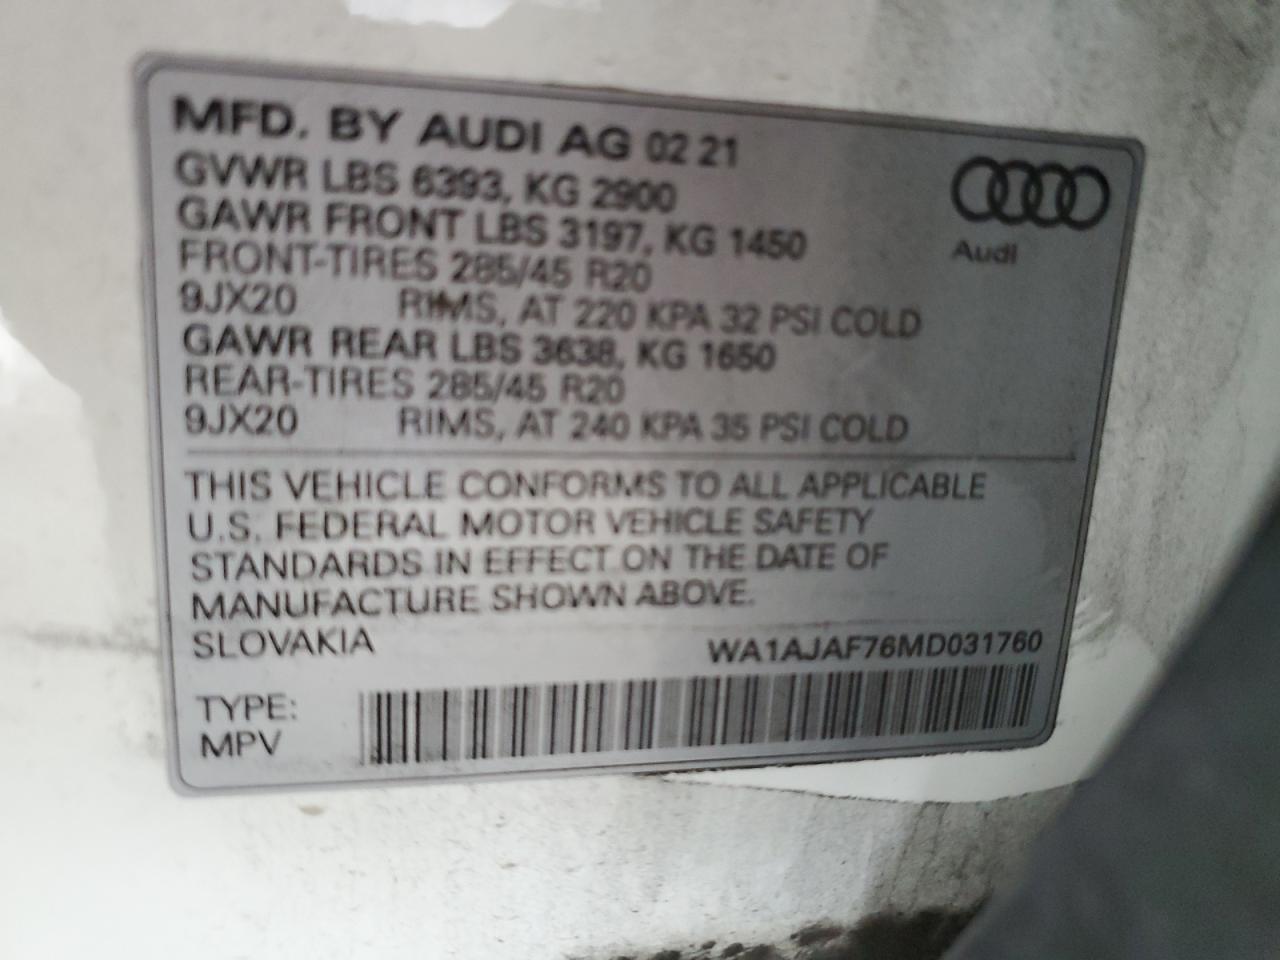 MFD. BY AUDI AG 02 21
GVWR LBS 6393, KG 2900
GAWR FRONT LBS 3197, KG 1450
FRONT-TIRES 285/45 R20
9JX20 RIMS, AT 220 KPA 32 PSI COLD
GAWR REAR LBS 3638, KG 1650
REAR-TIRES 285/45 R20
9JX20 RIMS, AT 240 KPA 35 PSI COLD
Audi
THIS VEHICLE CONFORMS TO ALL APPLICABLE
U.S. FEDERAL MOTOR VEHICLE SAFETY
STANDARDS IN EFFECT ON THE DATE OF
MANUFACTURE SHOWN ABOVE.
SLOVAKIA WA1AJAF76MD031760
TYPE:
MPV